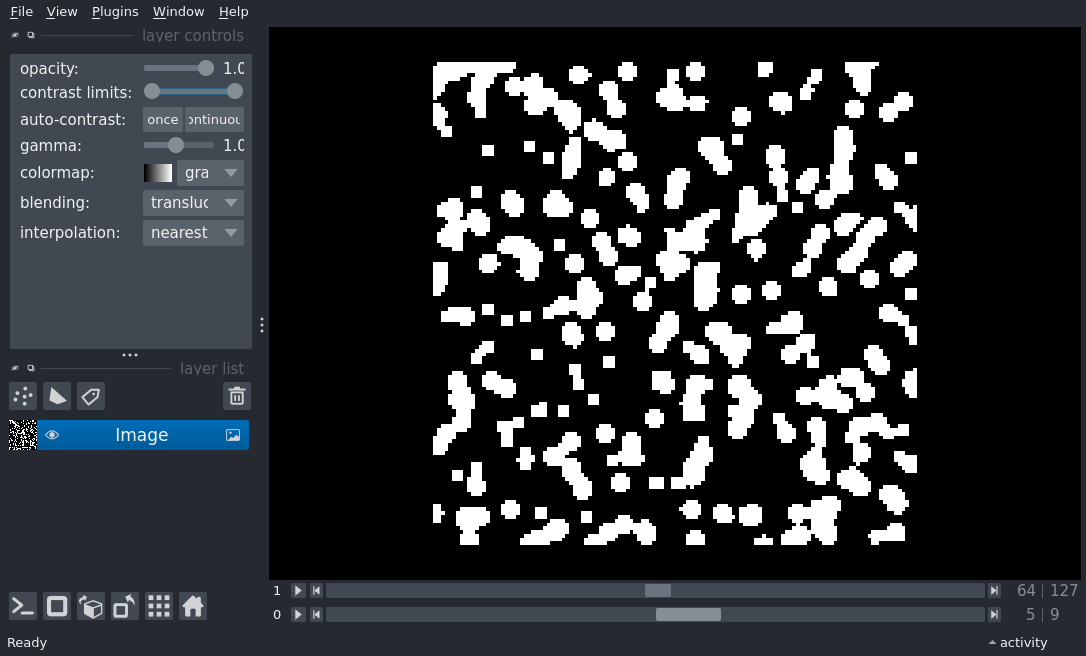 File View Plugins Window Help
layer controls
opacity: 1.0
contrast limits:
auto-contrast: once ontinuou
gamma: 1.0
colormap: gra
blending: transluc
interpolation: nearest
layer list
Image
1 64 | 127
0 5 | 9
Ready activity